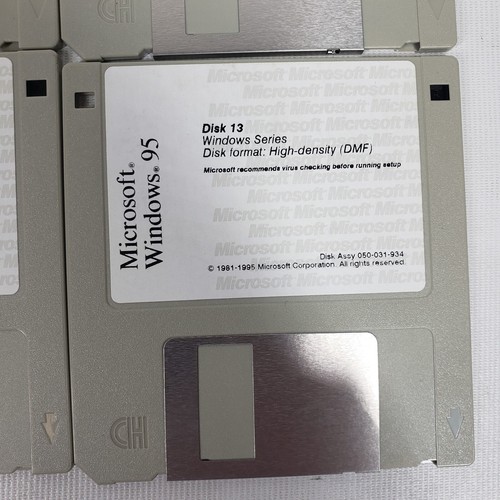 Microsoft®
Windows® 95
Disk 13
Windows Series
Disk format: High-density (DMF)
Microsoft recommends virus checking before running setup
Disk Assy 050-031-934
© 1981-1995 Microsoft Corporation. All rights reserved.